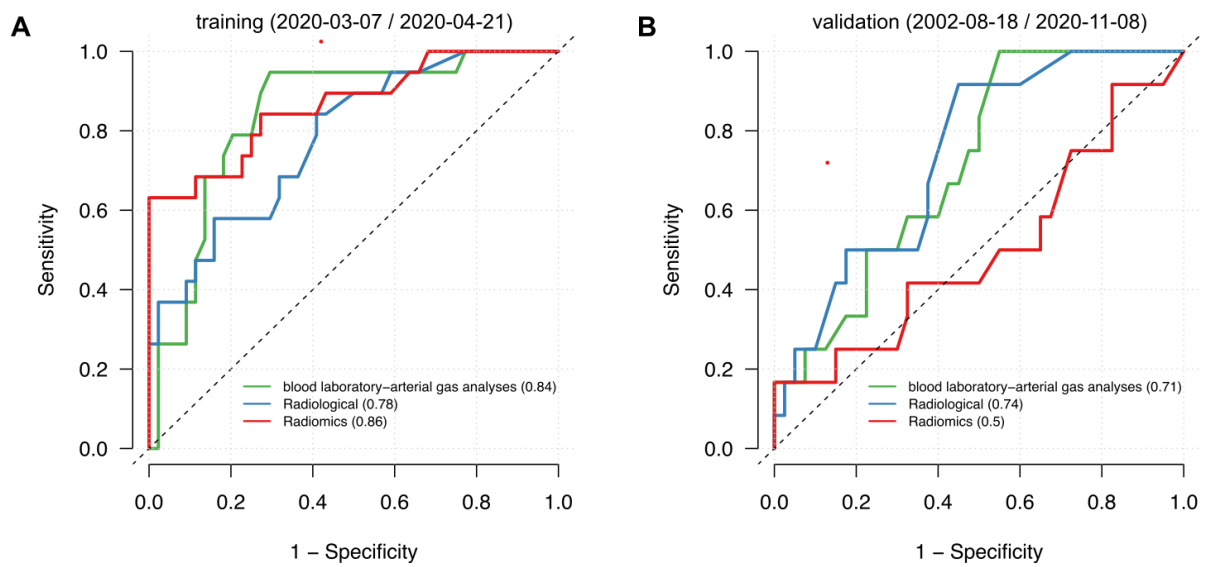 A
training (2020-03-07 / 2020-04-21)
1.0
0.8
0.6
0.4
0.2
0.0
Sensitivity
blood laboratory−arterial gas analyses (0.84)
Radiological (0.78)
Radiomics (0.86)
0.0 0.2 0.4 0.6 0.8 1.0
1 − Specificity
B
validation (2002-08-18 / 2020-11-08)
1.0
0.8
0.6
0.4
0.2
0.0
Sensitivity
blood laboratory−arterial gas analyses (0.71)
Radiological (0.74)
Radiomics (0.5)
0.0 0.2 0.4 0.6 0.8 1.0
1 − Specificity